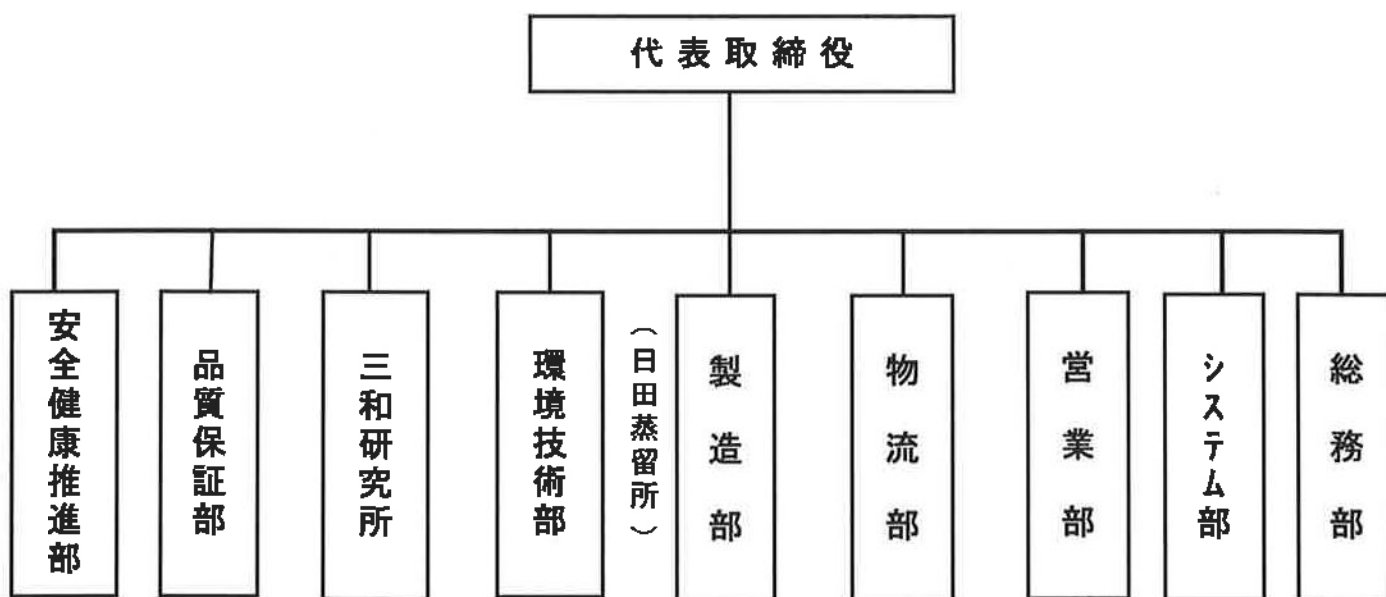 代表取締役
安全健康推進部
品質保証部
三和研究所
環境技術部
（日田蒸留所）
製造部
物流部
営業部
システム部
総務部